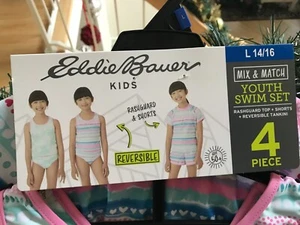 Eddie Bauer
KIDS
L 14/16
MIX & MATCH
YOUTH
SWIM SET
RASHGUARD TOP + SHORTS
+ REVERSIBLE TANKINI
4
PIECE
RASHGUARD
& SHORTS
REVERSIBLE
50+